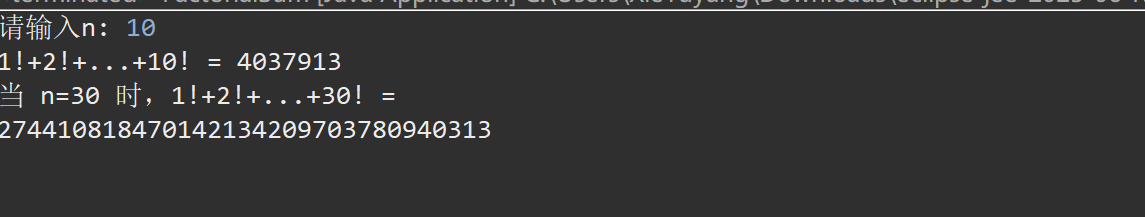 请输入n: 10
1!+2!+...+10! = 4037913
当 n=30 时，1!+2!+...+30! =
274410818470142134209703780940313